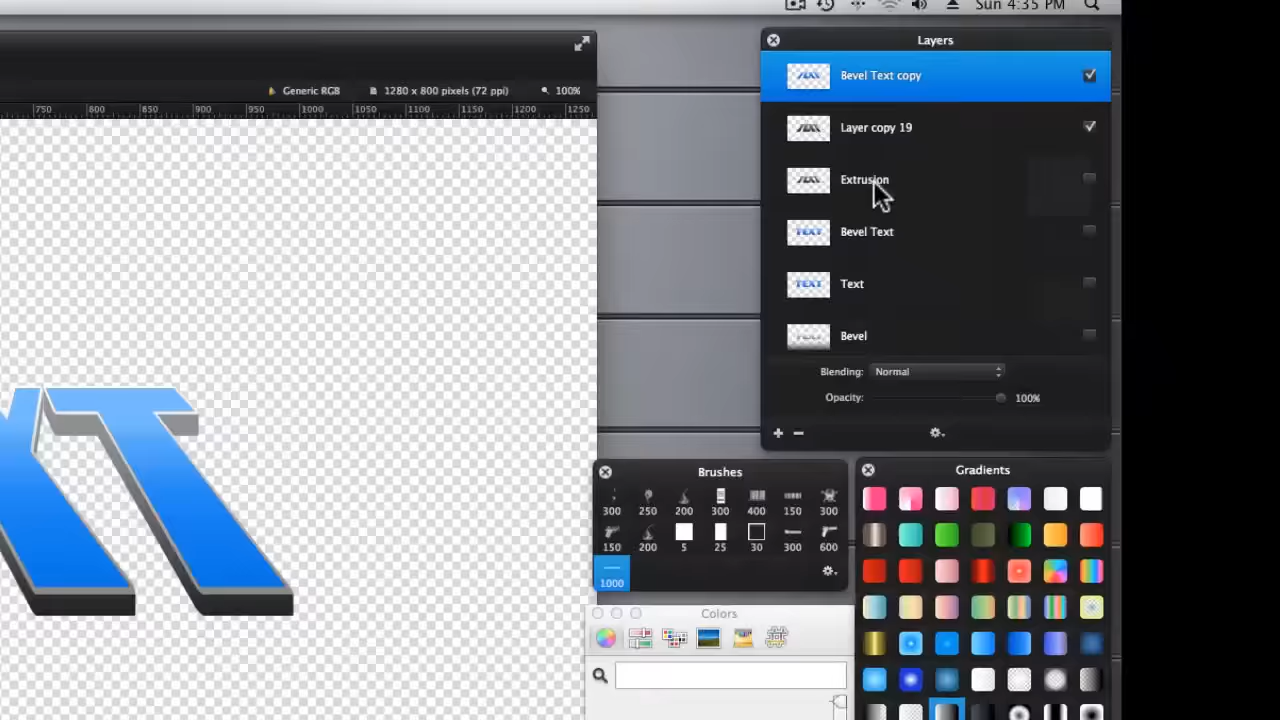 Sun 4:35 PM
Layers
Generic RGB
1280 x 800 pixels (72 ppi)
100%
750 800 850 900 950 1000 1050 1100 1150 1200 1250
Bevel Text copy
Layer copy 19
Extrusion
Bevel Text
Text
Bevel
Blending: Normal
Opacity: 100%
Brushes
300 250 200 300 400 150 300
150 200 5 25 30 300 600
1000
Gradients
Colors
XT